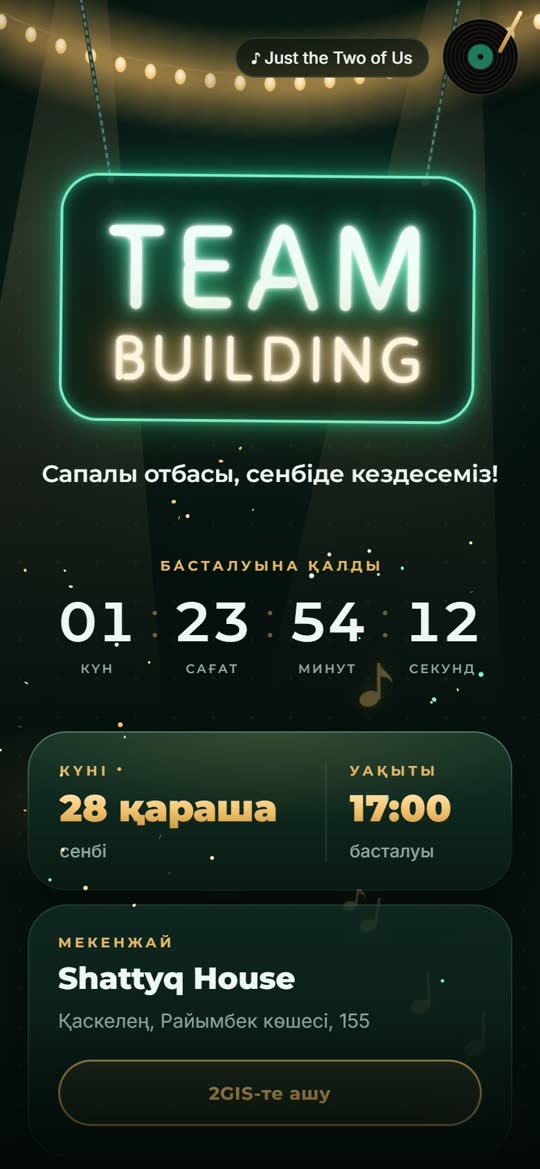 ♪ Just the Two of Us
TEAM
BUILDING
Сапалы отбасы, сенбіде кездесеміз!
БАСТАЛУЫНА ҚАЛДЫ
01 : 23 : 54 : 12
КҮН САҒАТ МИНУТ СЕКУНД
КҮНІ УАҚЫТЫ
28 қараша 17:00
сенбі басталуы
МЕКЕНЖАЙ
Shattyq House
Қаскелең, Райымбек көшесі, 155
2GIS-те ашу